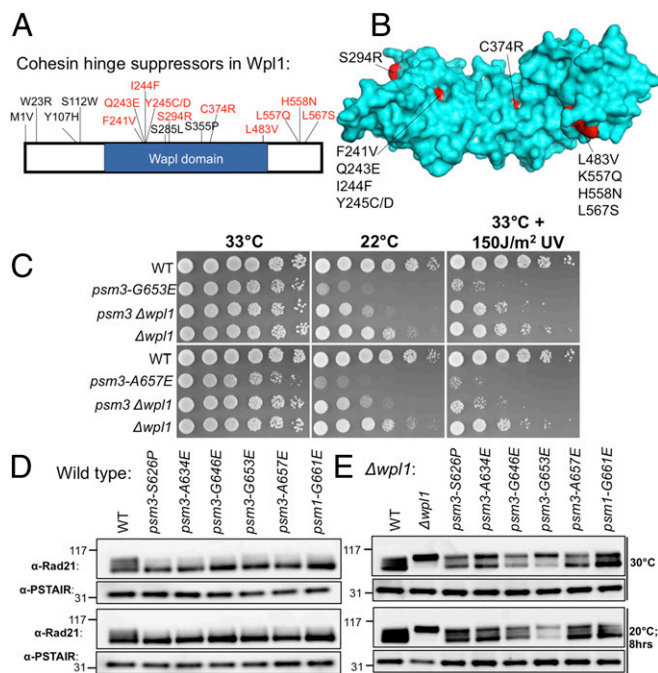 A
Cohesin hinge suppressors in Wpl1:
M1V
W23R
Y107H
S112W
F241V
Q243E
I244F
Y245C/D
S294R
S285L
S355P
C374R
L483V
L557Q
H558N
L567S
Wapl domain
B
S294R
C374R
F241V
Q243E
I244F
Y245C/D
L483V
K557Q
H558N
L567S
C
33°C
22°C
33°C +
150J/m² UV
WT
psm3-G653E
psm3 Δwpl1
Δwpl1
WT
psm3-A657E
psm3 Δwpl1
Δwpl1
D
Wild type:
WT
psm3-S626P
psm3-A634E
psm3-G646E
psm3-G653E
psm3-A657E
psm1-G661E
117
α-Rad21:
α-PSTAIR:
31
117
α-Rad21:
α-PSTAIR:
31
E
Δwpl1:
WT
Δwpl1
psm3-S626P
psm3-A634E
psm3-G646E
psm3-G653E
psm3-A657E
psm1-G661E
117
31
30°C
117
31
20°C;
8hrs